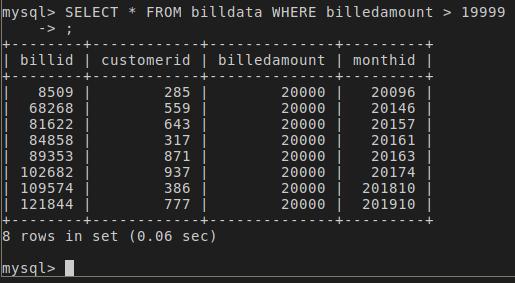 mysql> SELECT * FROM billdata WHERE billedamount > 19999
    -> ;
+--------+------------+--------------+---------+
| billid | customerid | billedamount | monthid |
+--------+------------+--------------+---------+
|   8509 |        285 |        20000 |   20096 |
|  68268 |        559 |        20000 |   20146 |
|  81622 |        643 |        20000 |   20157 |
|  84858 |        317 |        20000 |   20161 |
|  89353 |        871 |        20000 |   20163 |
| 102682 |        937 |        20000 |   20174 |
| 109574 |        386 |        20000 |  201810 |
| 121844 |        777 |        20000 |  201910 |
+--------+------------+--------------+---------+
8 rows in set (0.06 sec)
mysql>